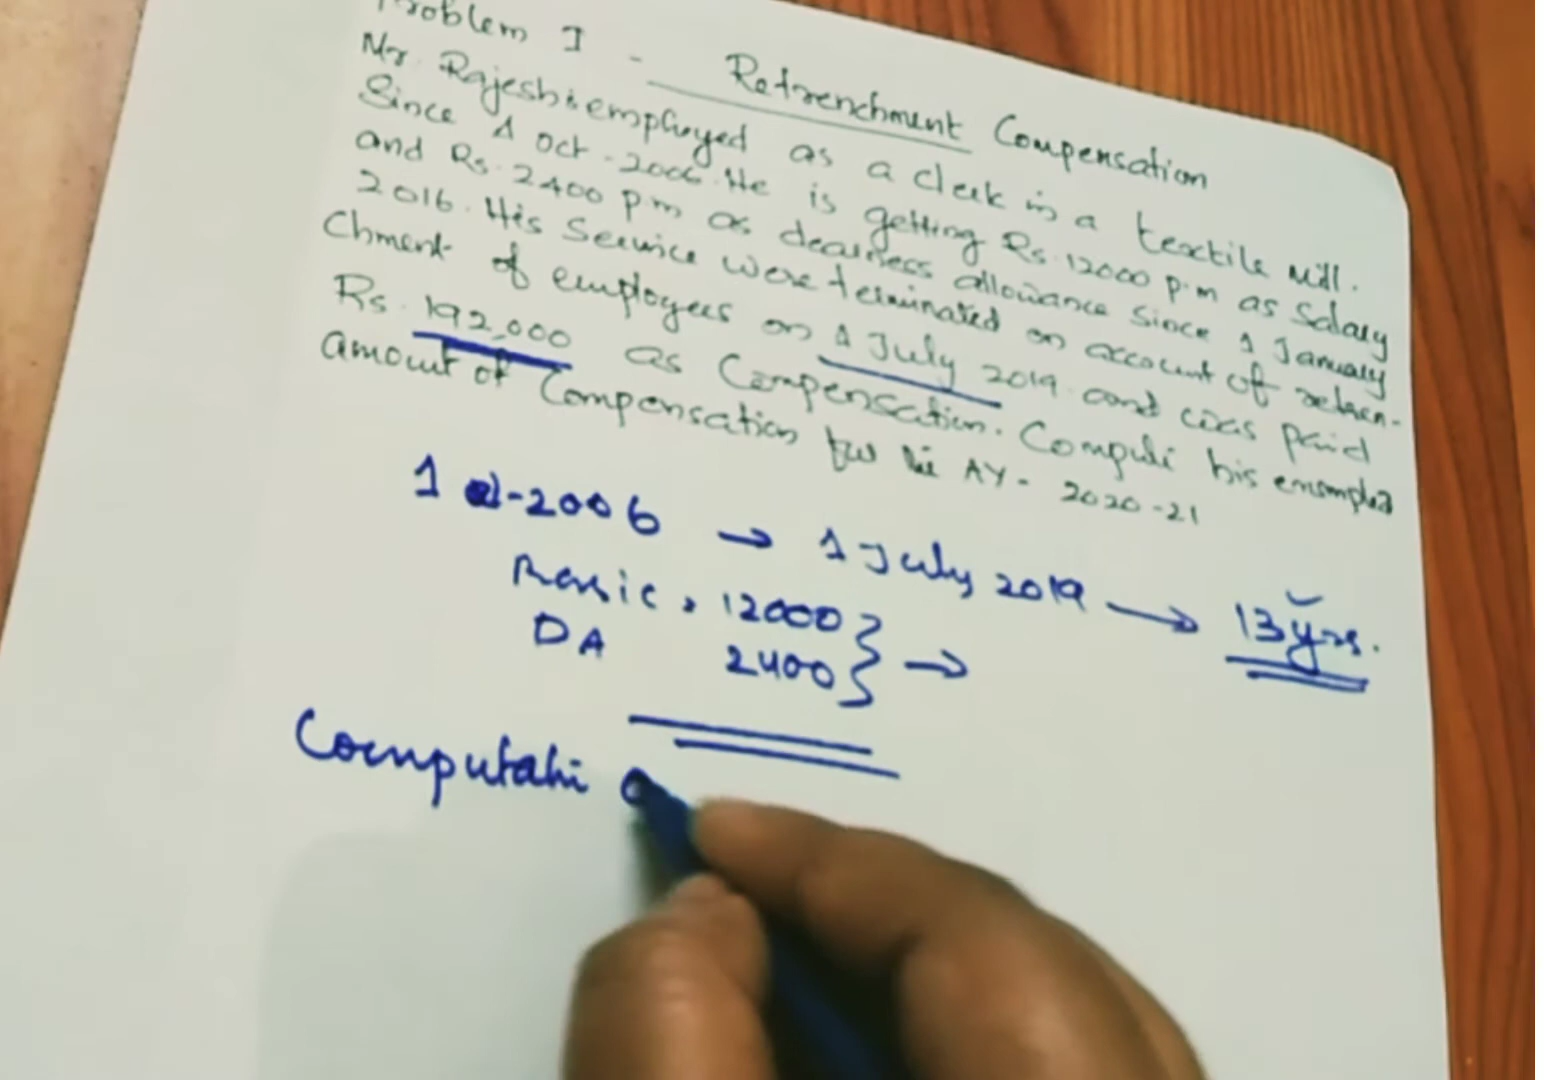 Problem I - Retrenchment Compensation
Mr. Rajesh is employed as a clerk in a textile mill.
Since 1 Oct-2006. He is getting Rs. 12000 p.m as Salary
and Rs. 2400 p.m as dearness allowance since 1 January
2016. His Service were terminated on account of retren-
chment of employees on 1 July 2019. and was paid
Rs. 192,000 as Compensation. Compute his exempted
amount of Compensation for the AY- 2020-21
1 -2006 → 1 July 2019 → 13 yrs.
Basic, 12000
DA 2400 } →
Computati